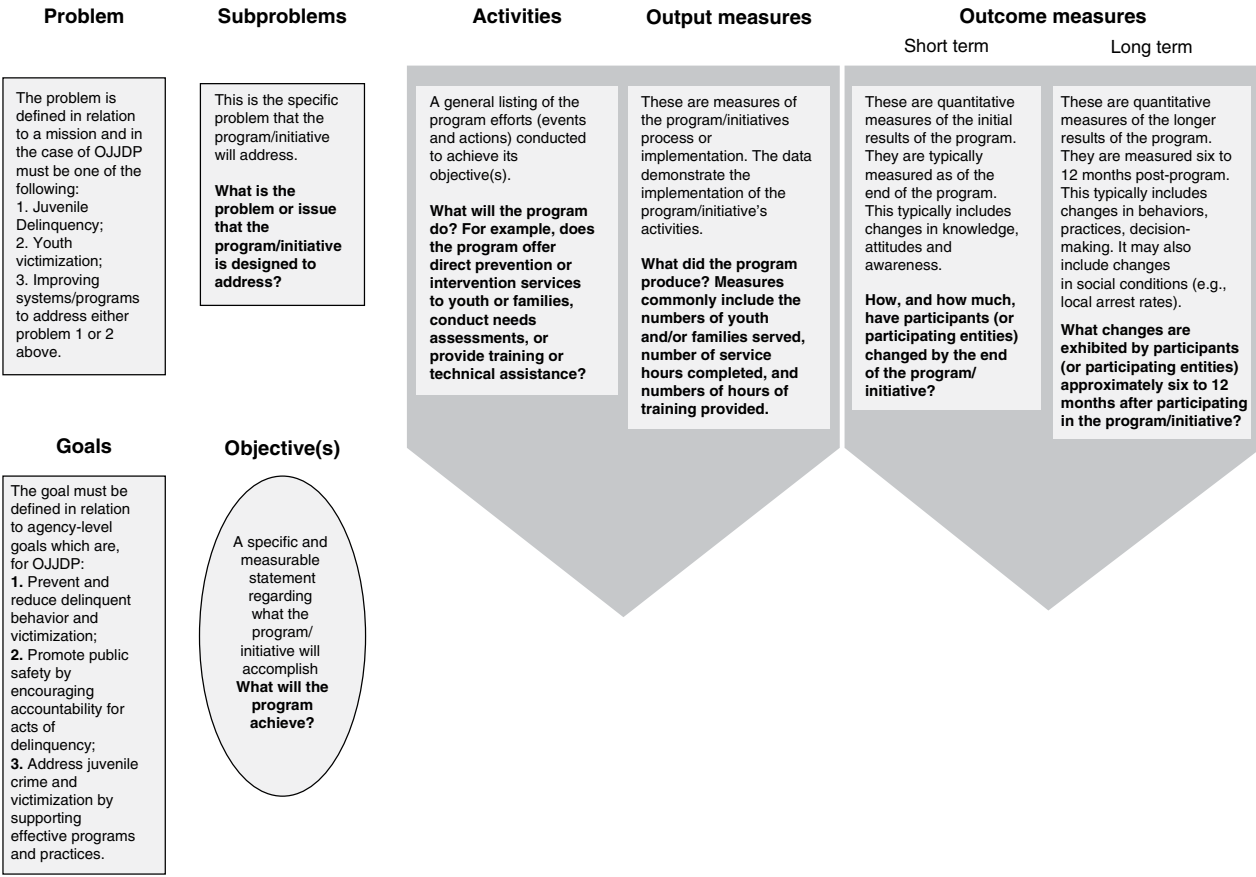 Problem
Subproblems
Activities
Output measures
Outcome measures
Short term
Long term
The problem is
defined in relation
to a mission and in
the case of OJJDP
must be one of the
following:
1. Juvenile
Delinquency;
2. Youth
victimization;
3. Improving
systems/programs
to address either
problem 1 or 2
above.
This is the specific
problem that the
program/initiative
will address.
What is the
problem or issue
that the
program/initiative
is designed to
address?
A general listing of the
program efforts (events
and actions) conducted
to achieve its
objective(s).
What will the program
do? For example, does
the program offer
direct prevention or
intervention services
to youth or families,
conduct needs
assessments, or
provide training or
technical assistance?
These are measures of
the program/initiatives
process or
implementation. The data
demonstrate the
implementation of the
program/initiative's
activities.
What did the program
produce? Measures
commonly include the
numbers of youth
and/or families served,
number of service
hours completed, and
numbers of hours of
training provided.
These are quantitative
measures of the initial
results of the program.
They are typically
measured as of the
end of the program.
This typically includes
changes in knowledge,
attitudes and
awareness.
How, and how much,
have participants (or
participating entities)
changed by the end
of the program/
initiative?
These are quantitative
measures of the longer
results of the program.
They are measured six to
12 months post-program.
This typically includes
changes in behaviors,
practices, decision-
making. It may also
include changes
in social conditions (e.g.,
local arrest rates).
What changes are
exhibited by participants
(or participating entities)
approximately six to 12
months after participating
in the program/initiative?
Goals
Objective(s)
The goal must be
defined in relation
to agency-level
goals which are,
for OJJDP:
1. Prevent and
reduce delinquent
behavior and
victimization;
2. Promote public
safety by
encouraging
accountability for
acts of
delinquency;
3. Address juvenile
crime and
victimization by
supporting
effective programs
and practices.
A specific and
measurable
statement
regarding
what the
program/
initiative will
accomplish
What will the
program
achieve?